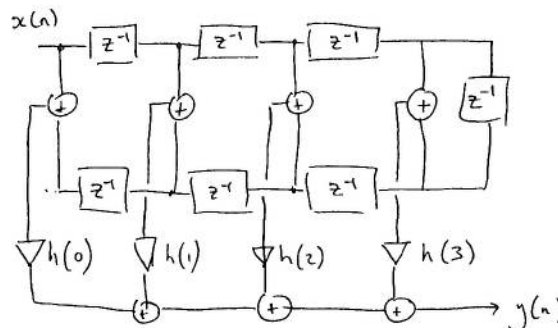 x(n)
z⁻¹ z⁻¹ z⁻¹
+ + + + z⁻¹
z⁻¹ z⁻¹ z⁻¹
h(0) h(1) h(2) h(3)
+ + + y(n)